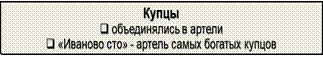 Купцы
❑ объединялись в артели
❑ «Иваново сто» - артель самых богатых купцов